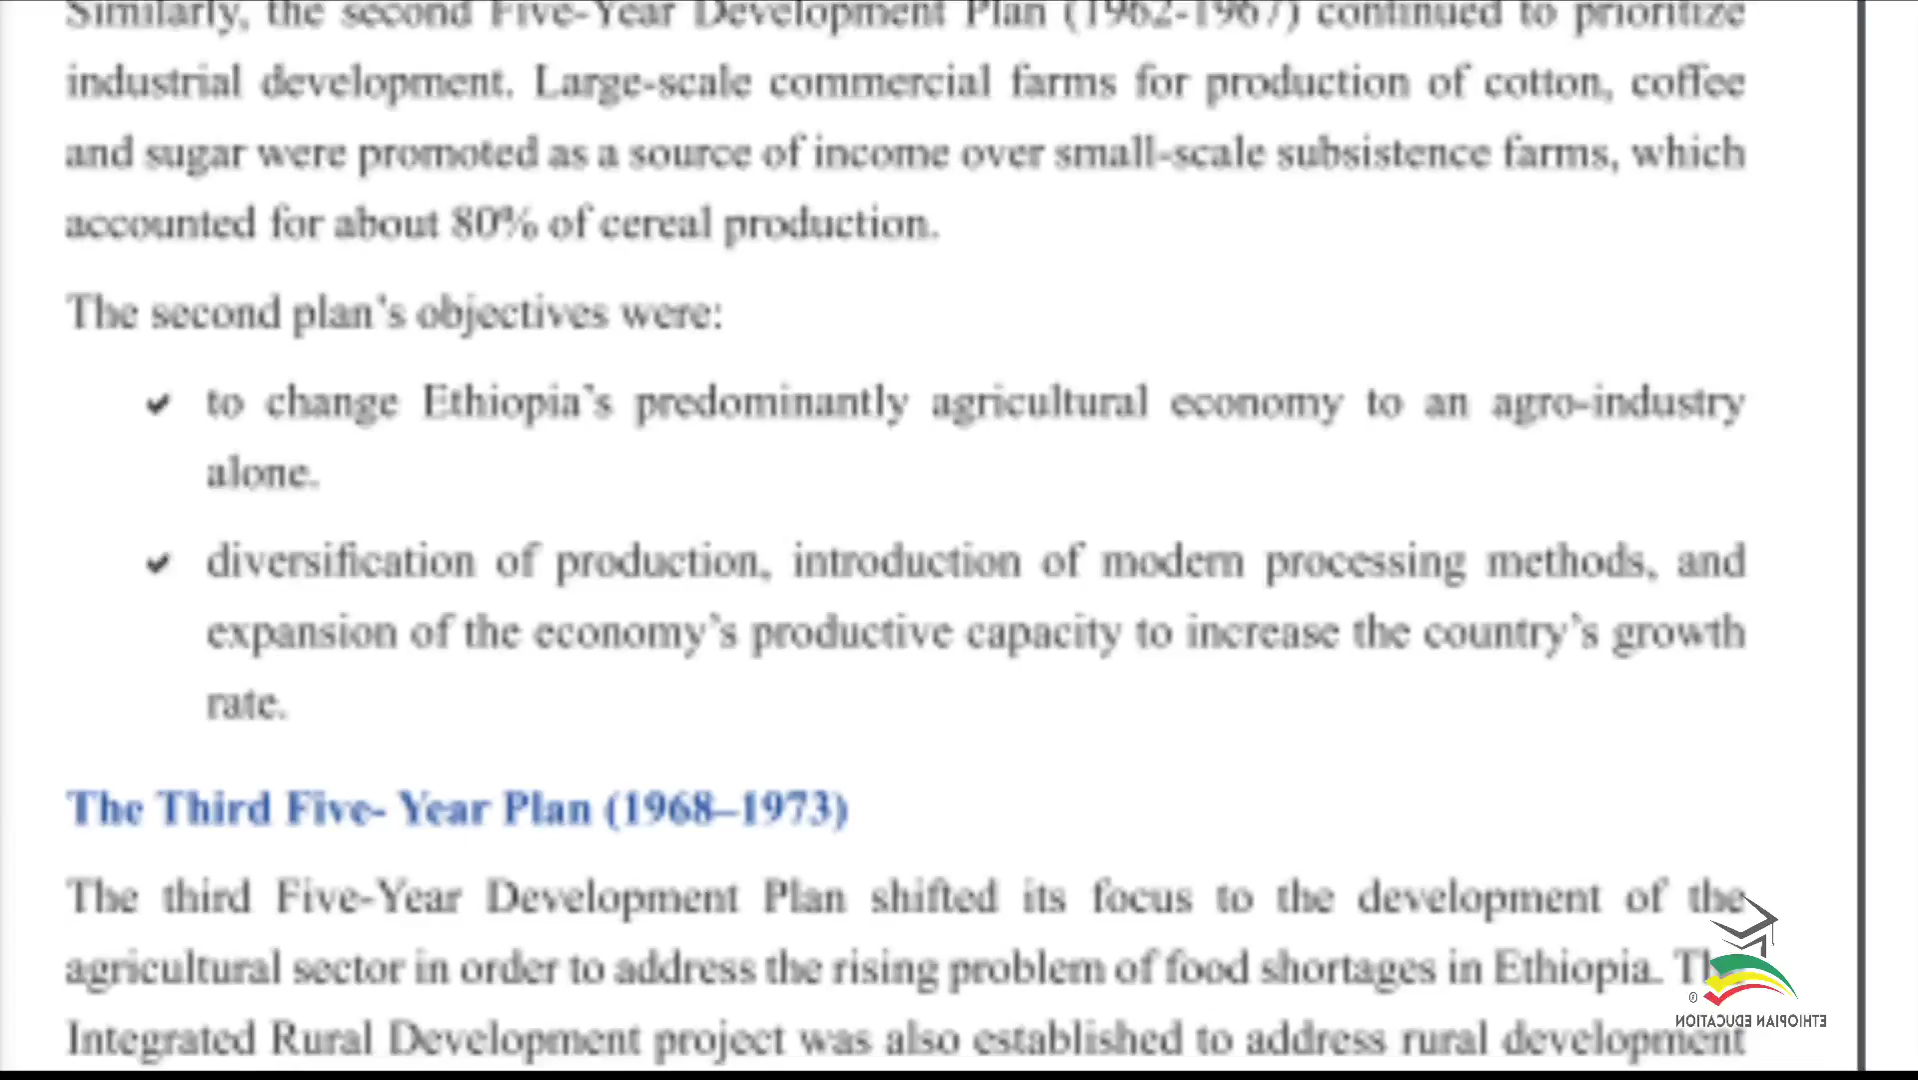 Similarly, the second Five-Year Development Plan (1962-1967) continued to prioritize
industrial development. Large-scale commercial farms for production of cotton, coffee
and sugar were promoted as a source of income over small-scale subsistence farms, which
accounted for about 80% of cereal production.
The second plan's objectives were:
✔ to change Ethiopia's predominantly agricultural economy to an agro-industry
alone.
✔ diversification of production, introduction of modern processing methods, and
expansion of the economy's productive capacity to increase the country's growth
rate.
The Third Five- Year Plan (1968–1973)
The third Five-Year Development Plan shifted its focus to the development of the
agricultural sector in order to address the rising problem of food shortages in Ethiopia. The
Integrated Rural Development project was also established to address rural development
ETHIOPIAN EDUCATION